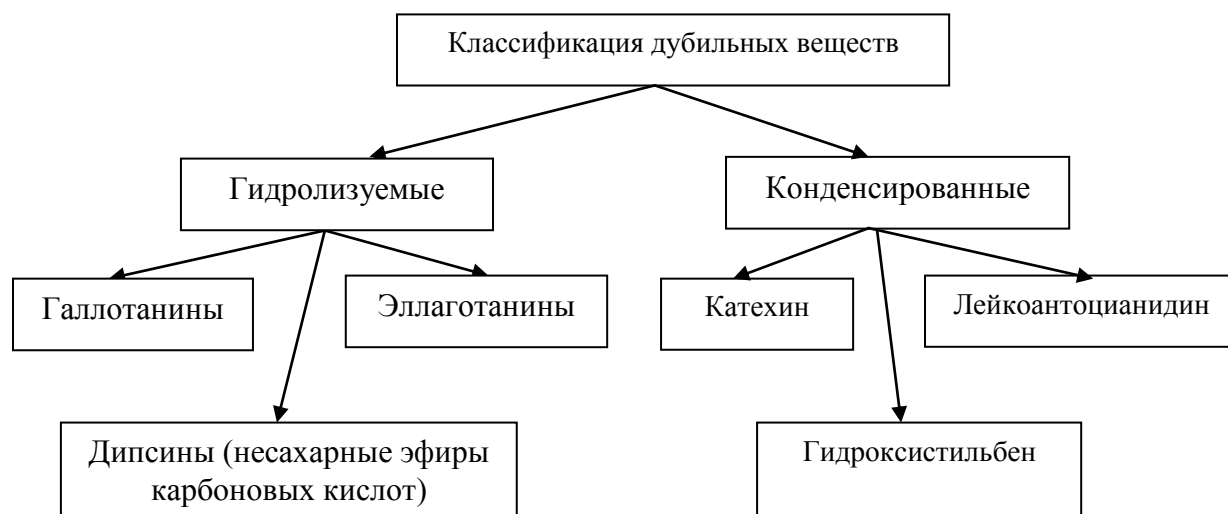 Классификация дубильных веществ
Гидролизуемые
Конденсированные
Галлотанины
Эллаготанины
Катехин
Лейкоантоцианидин
Дипсины (несахарные эфиры
карбоновых кислот)
Гидроксистильбен